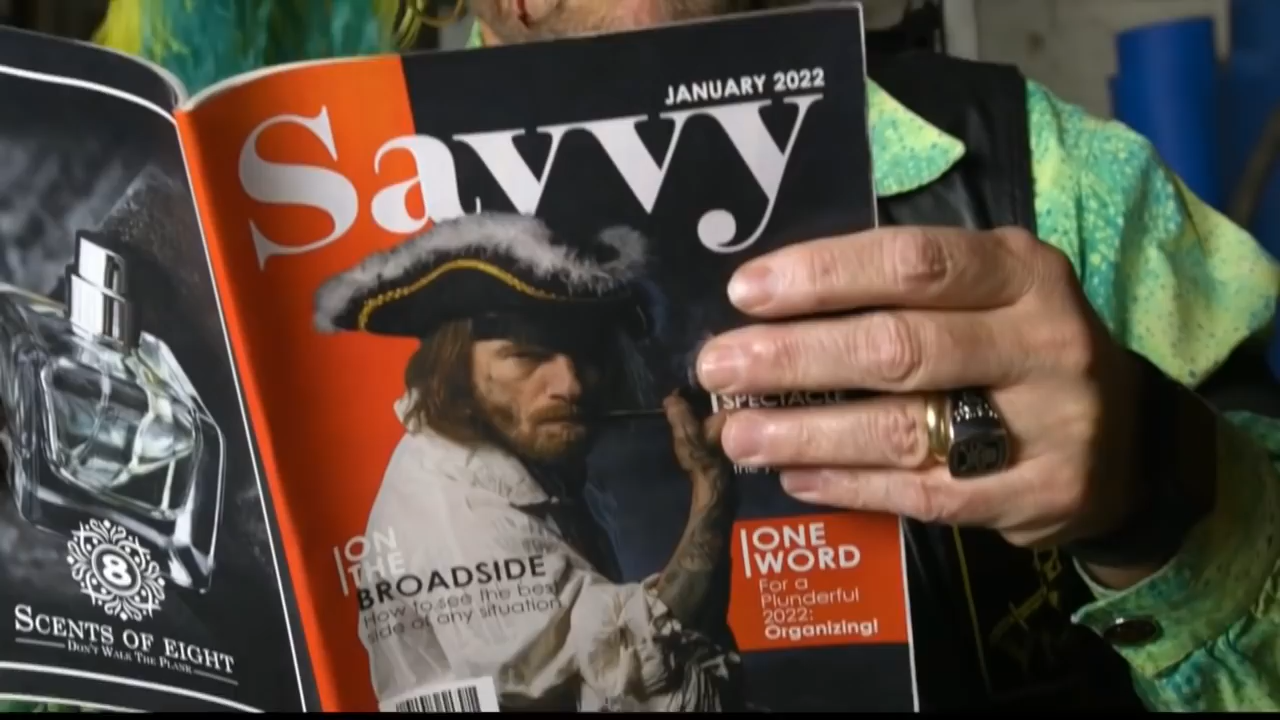 JANUARY 2022
Savvy
SPECTACLE
the
ON
THE
BROADSIDE
How to see the best
side of any situation.
ONE
WORD
For a
Plunderful
2022:
Organizing!
8
SCENTS OF EIGHT
DON'T WALK THE PLANK